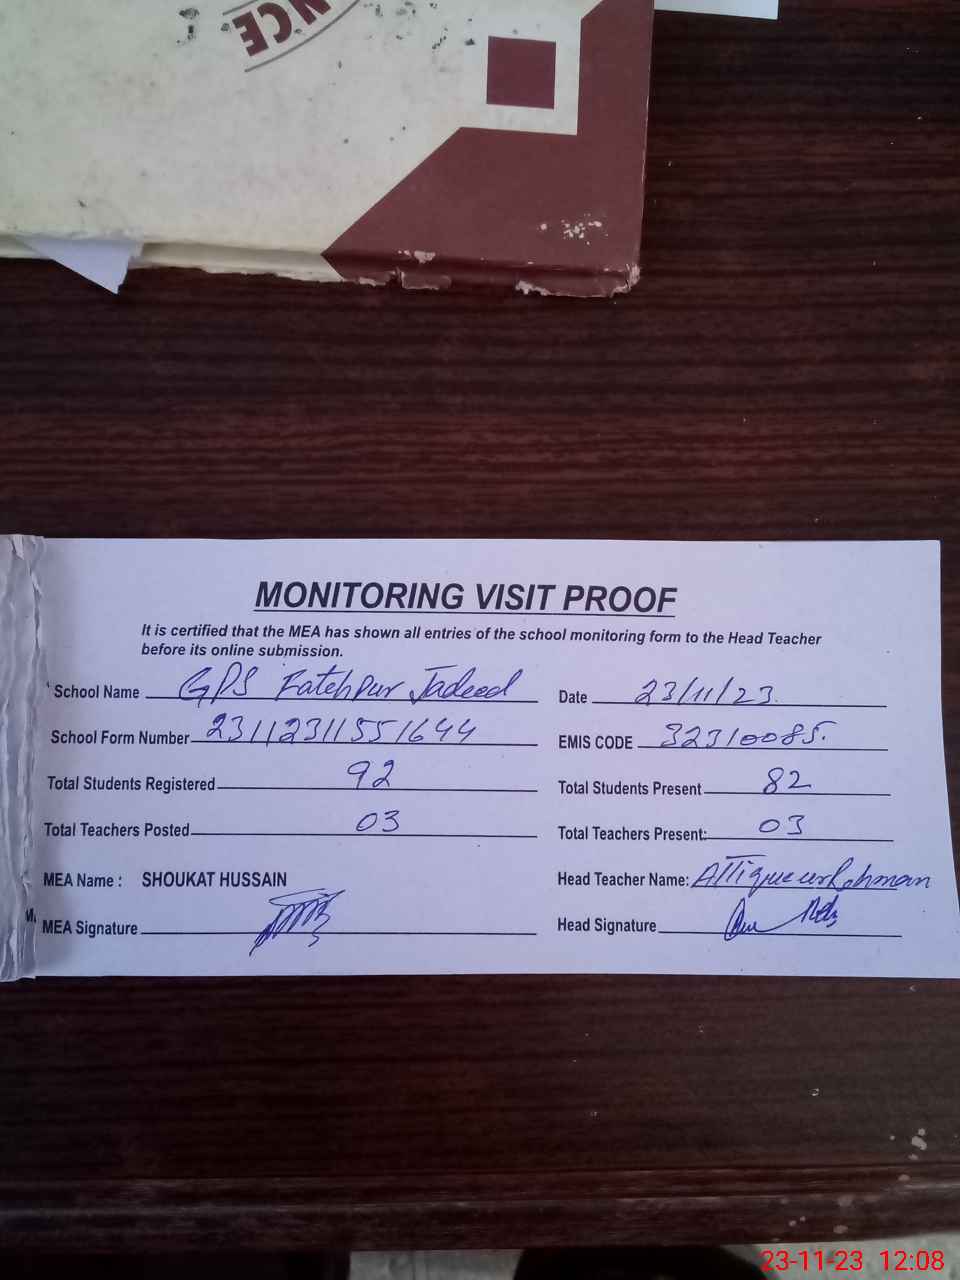 NCE
MONITORING VISIT PROOF
It is certified that the MEA has shown all entries of the school monitoring form to the Head Teacher
before its online submission.
School Name GPS Fatehpur Jadeed Date 23/11/23.
School Form Number 231123115516​44 EMIS CODE 32310085.
Total Students Registered 92 Total Students Present 82
Total Teachers Posted 03 Total Teachers Present: 03
MEA Name : SHOUKAT HUSSAIN Head Teacher Name: Attique ur Rehman
MEA Signature Head Signature
23-11-23 12:08